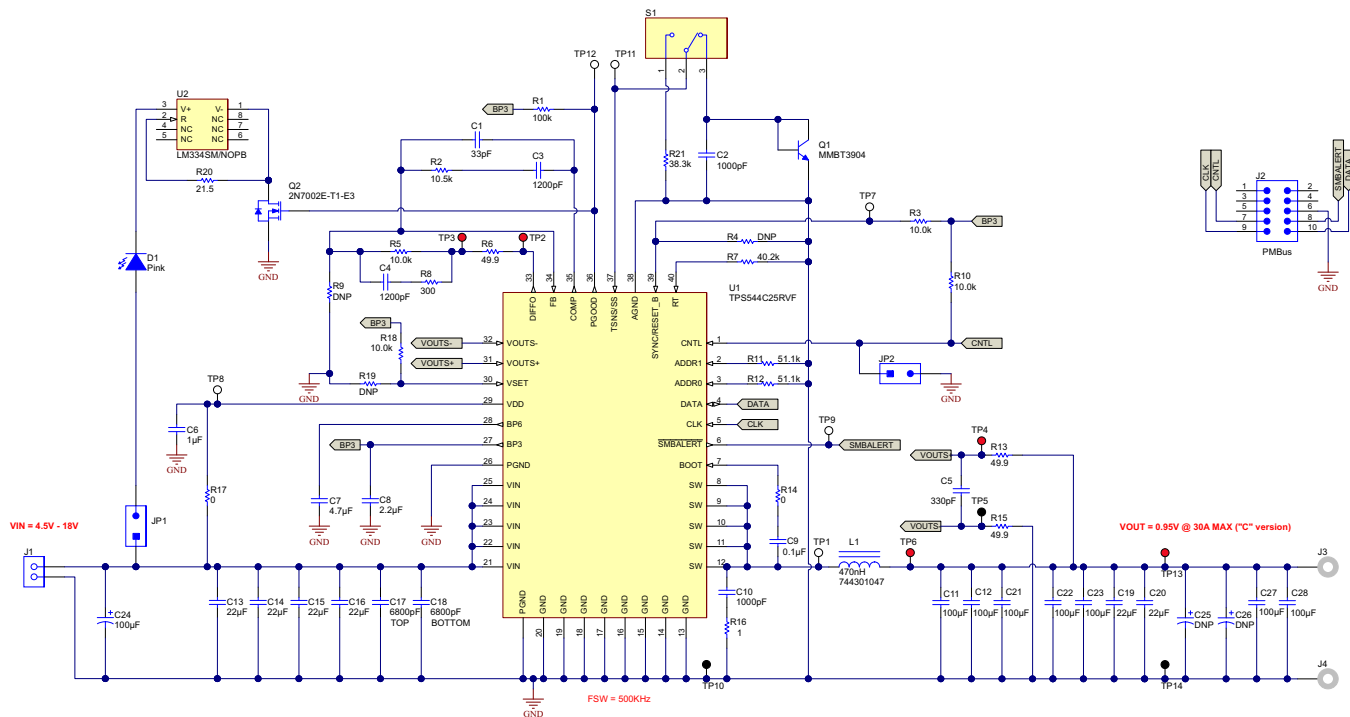 S1
1
2
3
TP12
TP11
U2
3
V+
V-
1
2
R
NC
8
4
NC
NC
7
5
NC
NC
6
LM334SM/NOPB
BP3
R1
100k
C1
33pF
R2
10.5k
C3
1200pF
R21
38.3k
C2
1000pF
Q1
MMBT3904
R20
21.5
Q2
2N7002E-T1-E3
GND
CLK
CNTL
SMBALERT
DATA
J2
1
2
3
4
5
6
7
8
9
10
PMBus
GND
TP7
R3
10.0k
BP3
R4
DNP
R7
40.2k
R10
10.0k
D1
Pink
R5
10.0k
TP3
R6
49.9
TP2
C4
1200pF
R8
300
R9
DNP
33
34
35
36
37
38
39
40
DIFFO
FB
COMP
PGOOD
TSNS/SS
AGND
SYNC/RESET_B
RT
U1
TPS544C25RVF
BP3
R18
10.0k
VOUTS-
32
VOUTS-
VOUTS+
31
VOUTS+
R19
DNP
30
VSET
GND
TP8
29
VDD
28
BP6
BP3
27
BP3
26
PGND
25
VIN
24
VIN
23
VIN
22
VIN
21
VIN
CNTL
1
CNTL
ADDR1
2
R11
51.1k
ADDR0
3
R12
51.1k
DATA
4
DATA
CLK
5
CLK
SMBALERT
6
TP9
SMBALERT
BOOT
7
SW
8
SW
9
SW
10
SW
11
SW
12
JP2
GND
C6
1µF
GND
R17
0
C7
4.7µF
GND
C8
2.2µF
GND
GND
R14
0
C9
0.1µF
TP4
VOUTS+
R13
49.9
C5
330pF
TP5
VOUTS-
R15
49.9
VIN = 4.5V - 18V
JP1
J1
VOUT = 0.95V @ 30A MAX ("C" version)
TP1
L1
470nH
744301047
TP6
TP13
J3
C24
100µF
C13
22µF
C14
22µF
C15
22µF
C16
22µF
C17
6800pF
TOP
C18
6800pF
BOTTOM
PGND
GND
GND
GND
GND
GND
GND
GND
GND
20
19
18
17
16
15
14
13
C10
1000pF
R16
1
C11
100µF
C12
100µF
C21
100µF
C22
100µF
C23
100µF
C19
22µF
C20
22µF
C25
DNP
C26
DNP
C27
100µF
C28
100µF
TP10
TP14
J4
GND
FSW = 500KHz